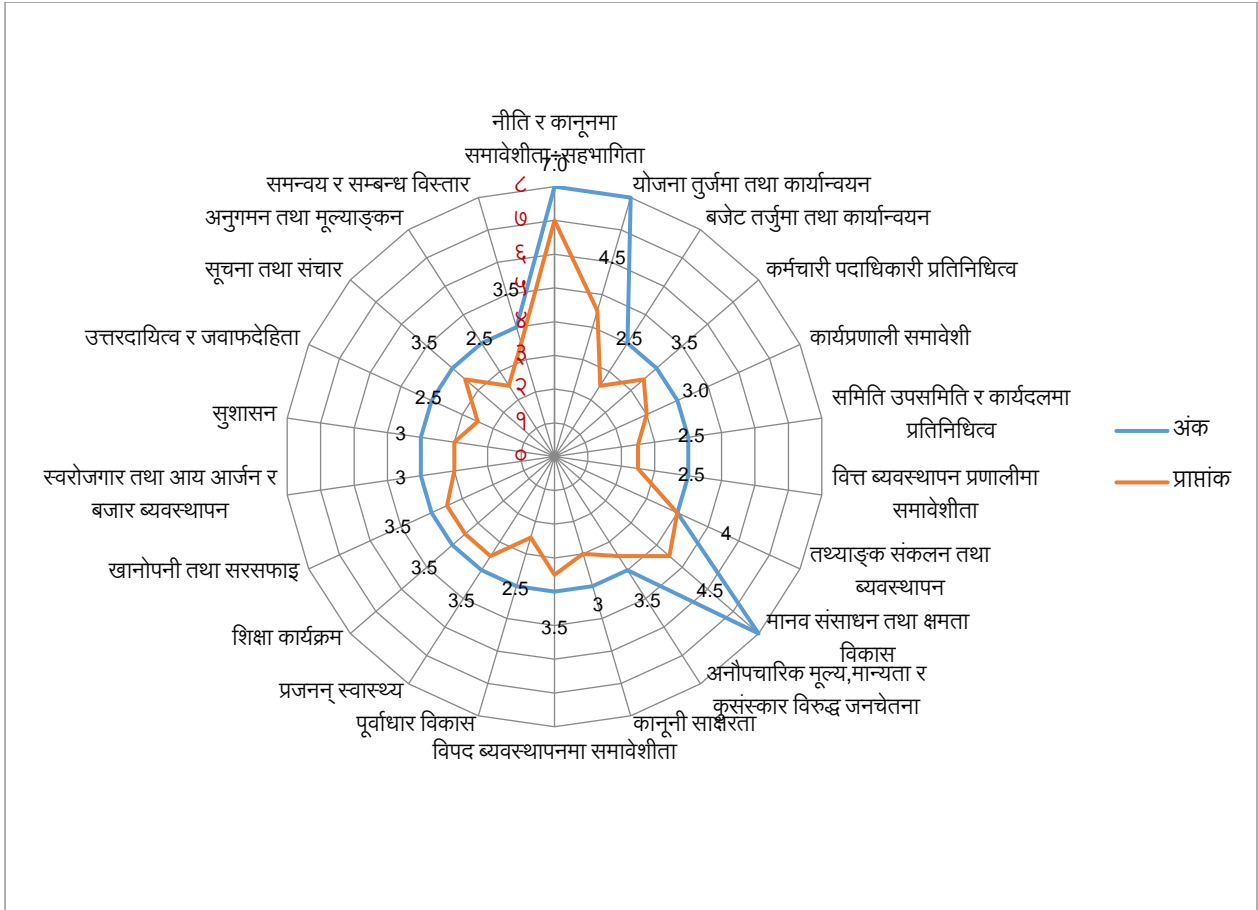 नीति र कानूनमा
समावेशीता÷सहभागिता
7.0
समन्वय र सम्बन्ध विस्तार
८
योजना तुर्जमा तथा कार्यान्वयन
अनुगमन तथा मूल्याङ्कन
७
बजेट तर्जुमा तथा कार्यान्वयन
सूचना तथा संचार
६
4.5
कर्मचारी पदाधिकारी प्रतिनिधित्व
3.5
५
उत्तरदायित्व र जवाफदेहिता
3.5
2.5
४
2.5
3.5
कार्यप्रणाली समावेशी
३
२
सुशासन
2.5
3.0
समिति उपसमिति र कार्यदलमा
प्रतिनिधित्व
3
१
2.5
अंक
०
स्वरोजगार तथा आय आर्जन र
बजार ब्यवस्थापन
3
2.5
वित्त ब्यवस्थापन प्रणालीमा
समावेशीता
प्राप्तांक
3.5
4
तथ्याङ्क संकलन तथा
ब्यवस्थापन
खानोपनी तथा सरसफाइ
3.5
2.5
4.5
3.5
3.5
3
3.5
मानव संसाधन तथा क्षमता
विकास
शिक्षा कार्यक्रम
अनौपचारिक मूल्य,मान्यता र
कुसंस्कार विरुद्ध जनचेतना
प्रजनन् स्वास्थ्य
पूर्वाधार विकास
कानूनी साक्षरता
विपद ब्यवस्थापनमा समावेशीता